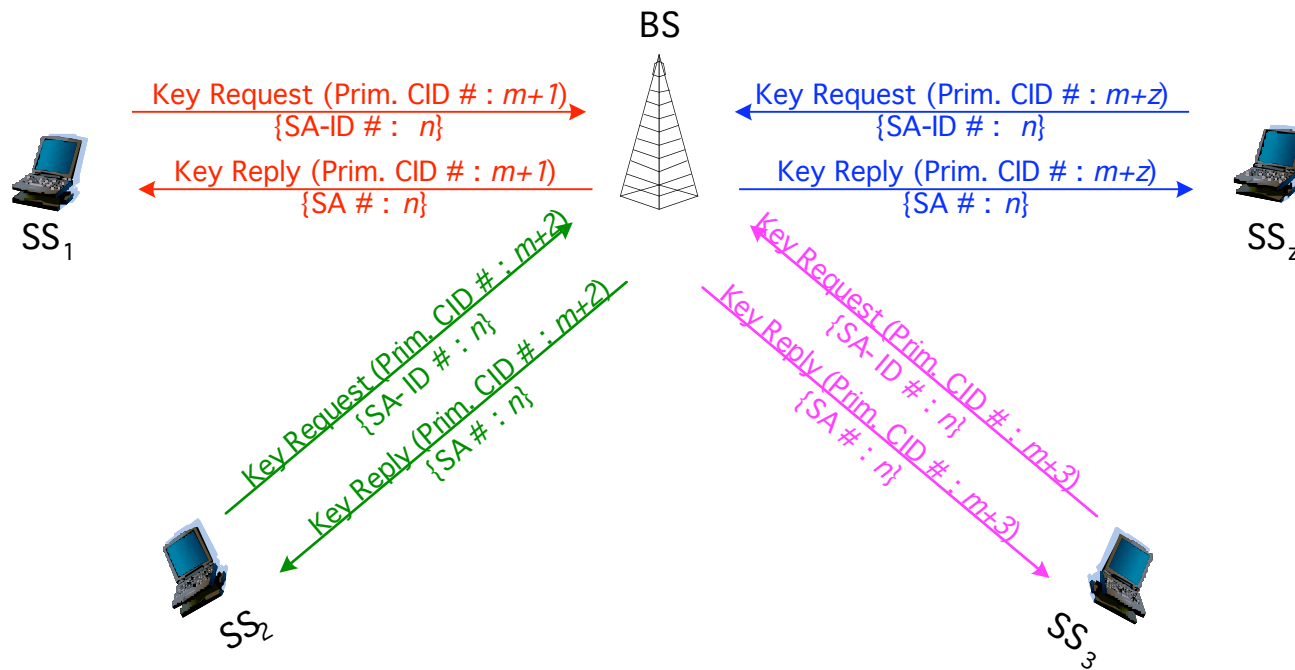 BS
Key Request (Prim. CID # : m+1)
{SA-ID # : n}
Key Reply (Prim. CID # : m+1)
{SA # : n}
SS1
Key Request (Prim. CID # : m+z)
{SA-ID # : n}
Key Reply (Prim. CID # : m+z)
{SA # : n}
SSz
Key Request (Prim. CID # : m+2)
{SA- ID # : n}
Key Reply (Prim. CID # : m+2)
{SA # : n}
SS2
Key Request (Prim. CID # : m+3)
{SA- ID # : n}
Key Reply (Prim. CID # : m+3)
{SA # : n}
SS3